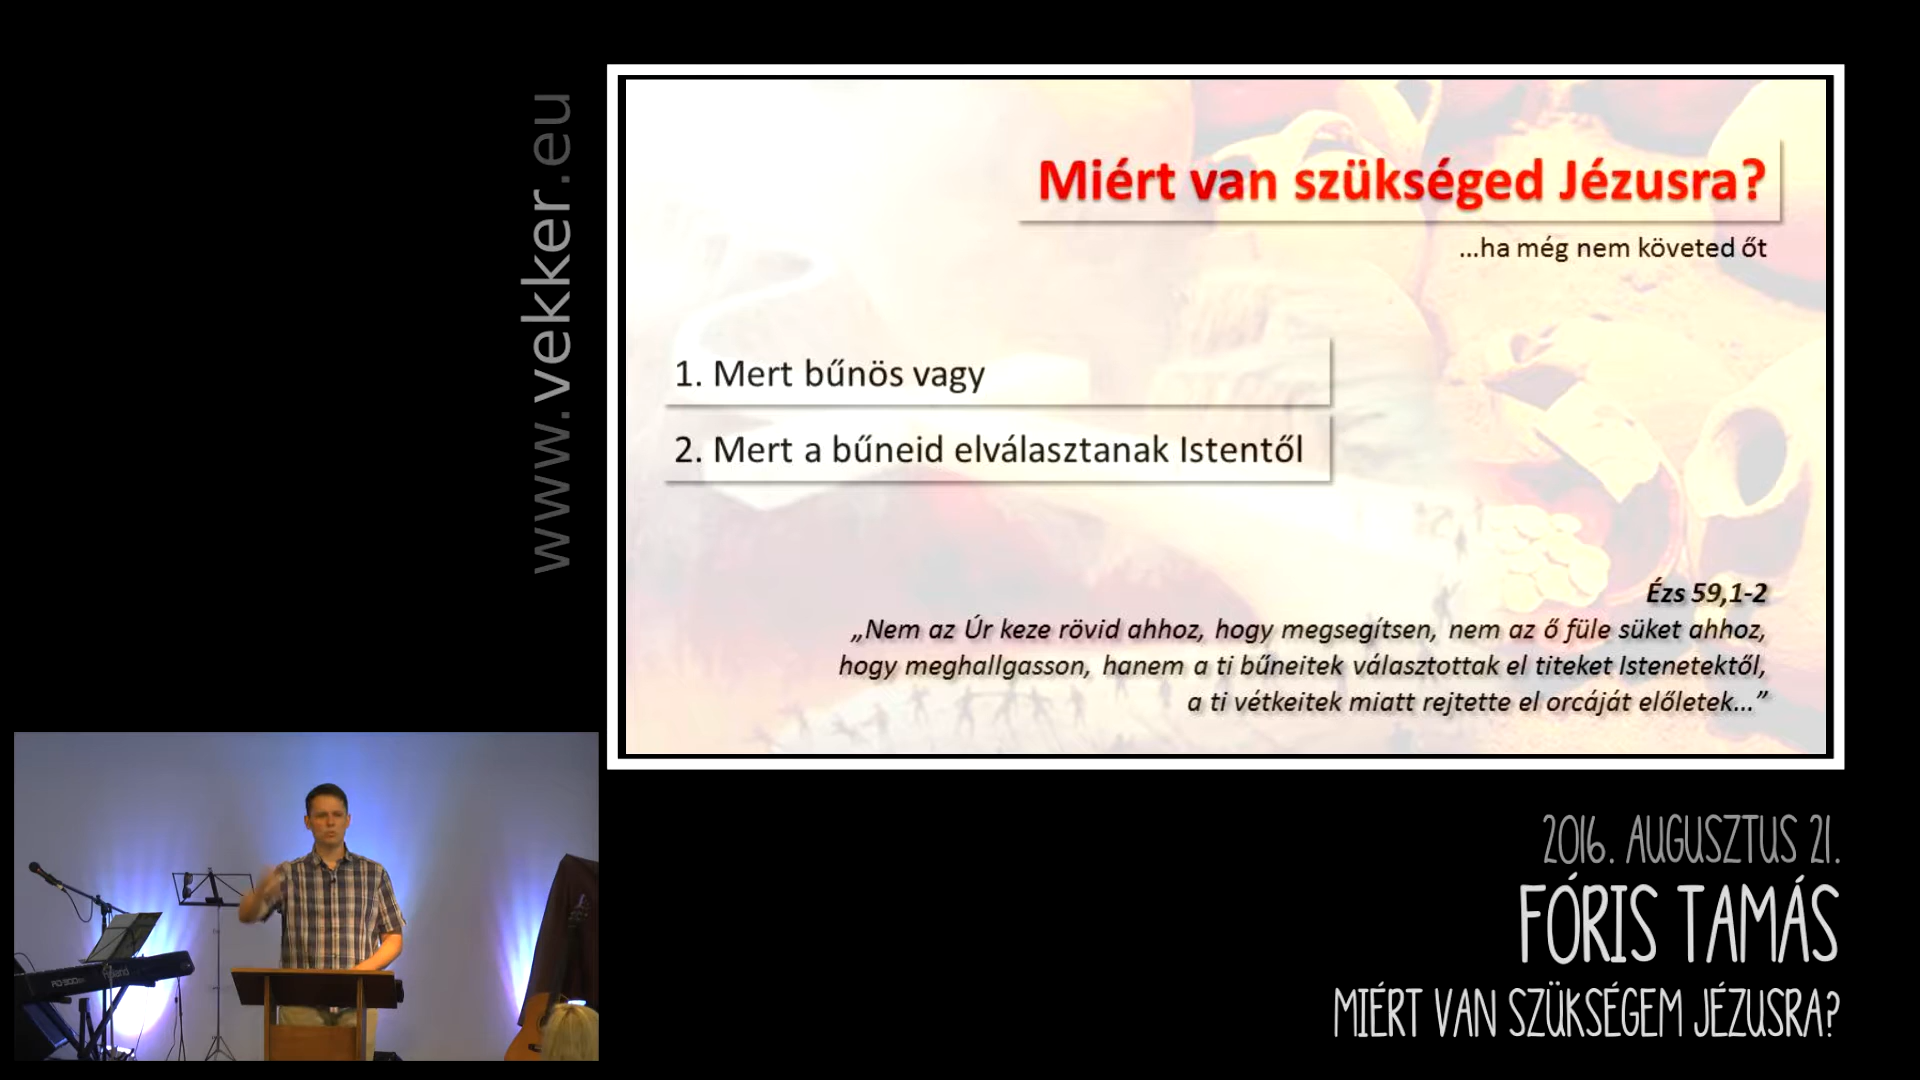 www.vekker.eu
Miért van szükséged Jézusra?
...ha még nem követed őt
1. Mert bűnös vagy
2. Mert a bűneid elválasztanak Istentől
Ézs 59,1-2
„Nem az Úr keze rövid ahhoz, hogy megsegítsen, nem az ő füle süket ahhoz,
hogy meghallgasson, hanem a ti bűneitek választottak el titeket Istenetektől,
a ti vétkeitek miatt rejtette el orcáját előletek...”
Roland
2016. AUGUSZTUS 21.
FÓRIS TAMÁS
MIÉRT VAN SZÜKSÉGEM JÉZUSRA?